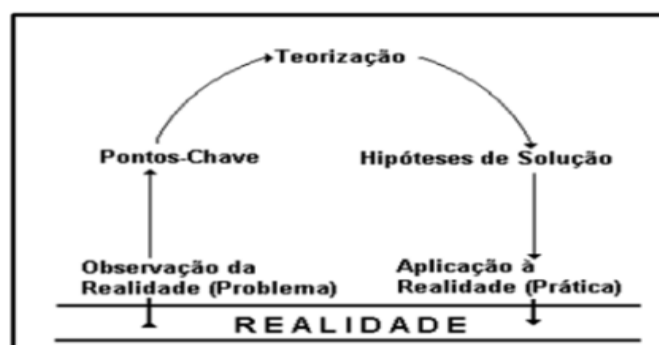 Teorização
Pontos-Chave
Hipóteses de Solução
Observação da
Realidade (Problema)
Aplicação à
Realidade (Prática)
REALIDADE